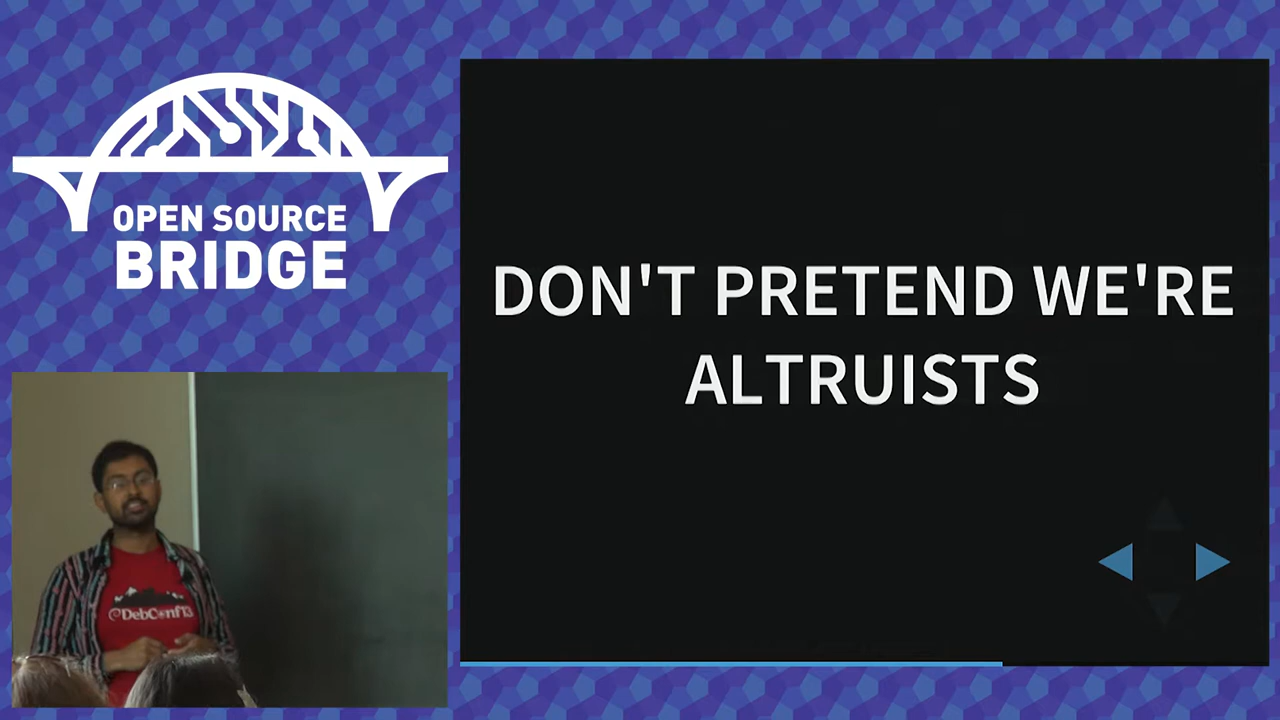 OPEN SOURCE
BRIDGE
DON'T PRETEND WE'RE
ALTRUISTS
DebConf13